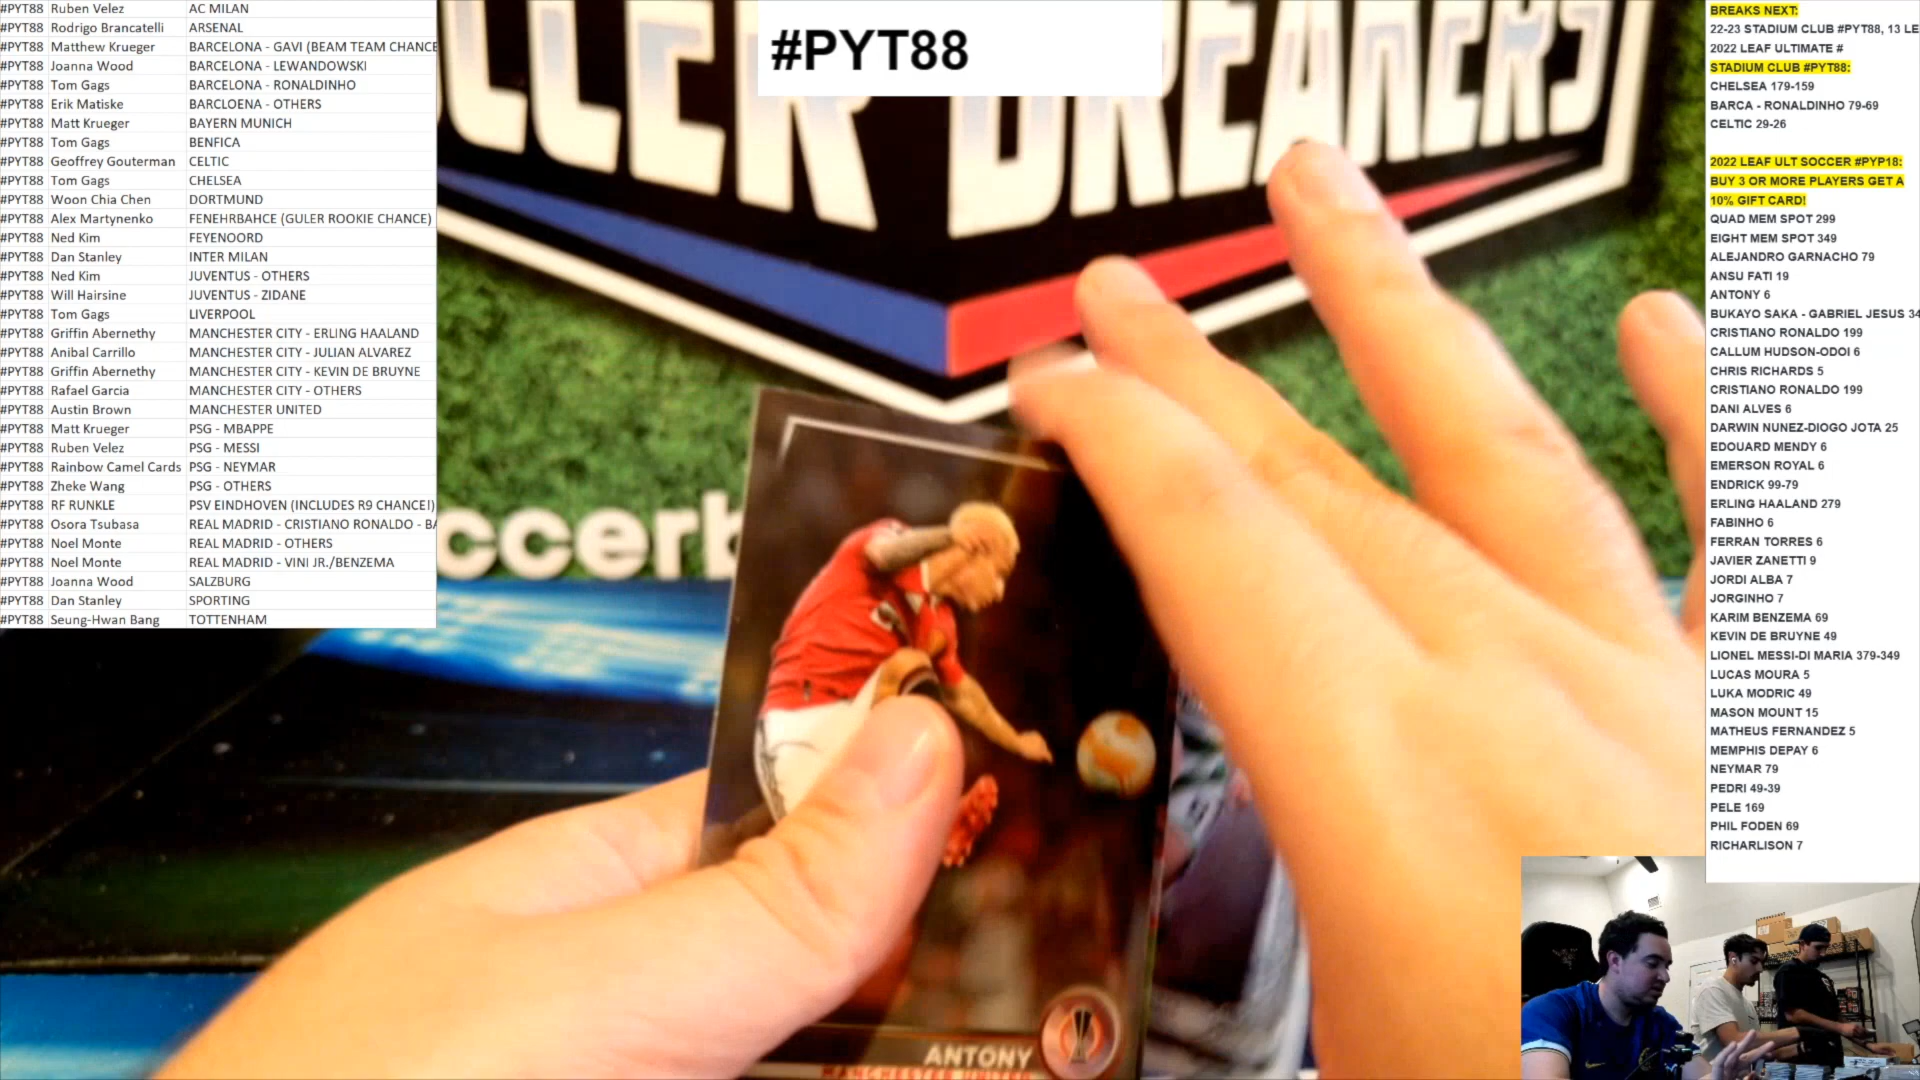 #PYT88 Ruben Velez AC MILAN
#PYT88 Rodrigo Brancatelli ARSENAL
#PYT88 Matthew Krueger BARCELONA - GAVI (BEAM TEAM CHANCE
#PYT88 Joanna Wood BARCELONA - LEWANDOWSKI
#PYT88 Tom Gags BARCELONA - RONALDINHO
#PYT88 Erik Matiske BARCLOENA - OTHERS
#PYT88 Matt Krueger BAYERN MUNICH
#PYT88 Tom Gags BENFICA
#PYT88 Geoffrey Gouterman CELTIC
#PYT88 Tom Gags CHELSEA
#PYT88 Woon Chia Chen DORTMUND
#PYT88 Alex Martynenko FENEHRBAHCE (GULER ROOKIE CHANCE)
#PYT88 Ned Kim FEYENOORD
#PYT88 Dan Stanley INTER MILAN
#PYT88 Ned Kim JUVENTUS - OTHERS
#PYT88 Will Hairsine JUVENTUS - ZIDANE
#PYT88 Tom Gags LIVERPOOL
#PYT88 Griffin Abernethy MANCHESTER CITY - ERLING HAALAND
#PYT88 Anibal Carrillo MANCHESTER CITY - JULIAN ALVAREZ
#PYT88 Griffin Abernethy MANCHESTER CITY - KEVIN DE BRUYNE
#PYT88 Rafael Garcia MANCHESTER CITY - OTHERS
#PYT88 Austin Brown MANCHESTER UNITED
#PYT88 Matt Krueger PSG - MBAPPE
#PYT88 Ruben Velez PSG - MESSI
#PYT88 Rainbow Camel Cards PSG - NEYMAR
#PYT88 Zheke Wang PSG - OTHERS
#PYT88 RF RUNKLE PSV EINDHOVEN (INCLUDES R9 CHANCE!)
#PYT88 Osora Tsubasa REAL MADRID - CRISTIANO RONALDO - BA
#PYT88 Noel Monte REAL MADRID - OTHERS
#PYT88 Noel Monte REAL MADRID - VINI JR./BENZEMA
#PYT88 Joanna Wood SALZBURG
#PYT88 Dan Stanley SPORTING
#PYT88 Seung-Hwan Bang TOTTENHAM
#PYT88
CCER BREAKERS
ccerb
ANTONY
MANCHESTER UNITED
BREAKS NEXT:
22-23 STADIUM CLUB #PYT88, 13 LE
2022 LEAF ULTIMATE #
STADIUM CLUB #PYT88:
CHELSEA 179-159
BARCA - RONALDINHO 79-69
CELTIC 29-26
2022 LEAF ULT SOCCER #PYP18:
BUY 3 OR MORE PLAYERS GET A
10% GIFT CARD!
QUAD MEM SPOT 299
EIGHT MEM SPOT 349
ALEJANDRO GARNACHO 79
ANSU FATI 19
ANTONY 6
BUKAYO SAKA - GABRIEL JESUS 34
CRISTIANO RONALDO 199
CALLUM HUDSON-ODOI 6
CHRIS RICHARDS 5
CRISTIANO RONALDO 199
DANI ALVES 6
DARWIN NUNEZ-DIOGO JOTA 25
EDOUARD MENDY 6
EMERSON ROYAL 6
ENDRICK 99-79
ERLING HAALAND 279
FABINHO 6
FERRAN TORRES 6
JAVIER ZANETTI 9
JORDI ALBA 7
JORGINHO 7
KARIM BENZEMA 69
KEVIN DE BRUYNE 49
LIONEL MESSI-DI MARIA 379-349
LUCAS MOURA 5
LUKA MODRIC 49
MASON MOUNT 15
MATHEUS FERNANDEZ 5
MEMPHIS DEPAY 6
NEYMAR 79
PEDRI 49-39
PELE 169
PHIL FODEN 69
RICHARLISON 7